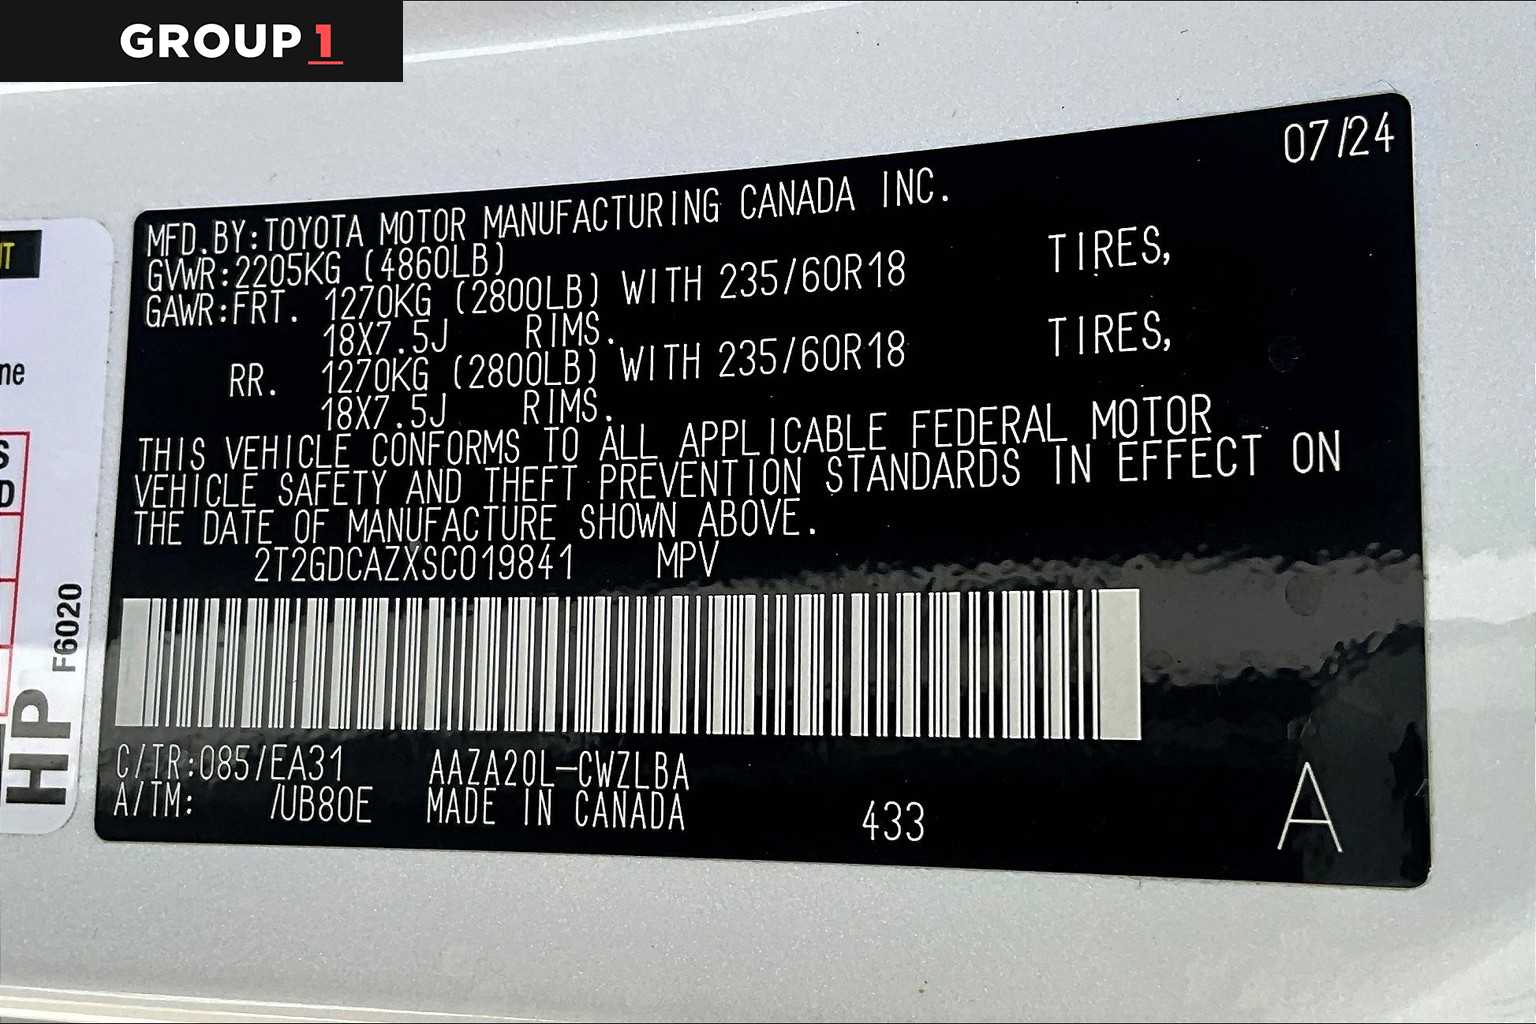 GROUP 1
07/24
MFD.BY:TOYOTA MOTOR MANUFACTURING CANADA INC.
GVWR:2205KG (4860LB)
GAWR:FRT. 1270KG (2800LB) WITH 235/60R18 TIRES,
18X7.5J RIMS.
RR. 1270KG (2800LB) WITH 235/60R18 TIRES,
18X7.5J RIMS.
THIS VEHICLE CONFORMS TO ALL APPLICABLE FEDERAL MOTOR
VEHICLE SAFETY AND THEFT PREVENTION STANDARDS IN EFFECT ON
THE DATE OF MANUFACTURE SHOWN ABOVE.
2T2GDCAZXSC019841 MPV
C/TR:085/EA31 AAZA20L-CWZLBA
A/TM: /UB80E MADE IN CANADA
433
A
F6020
HP